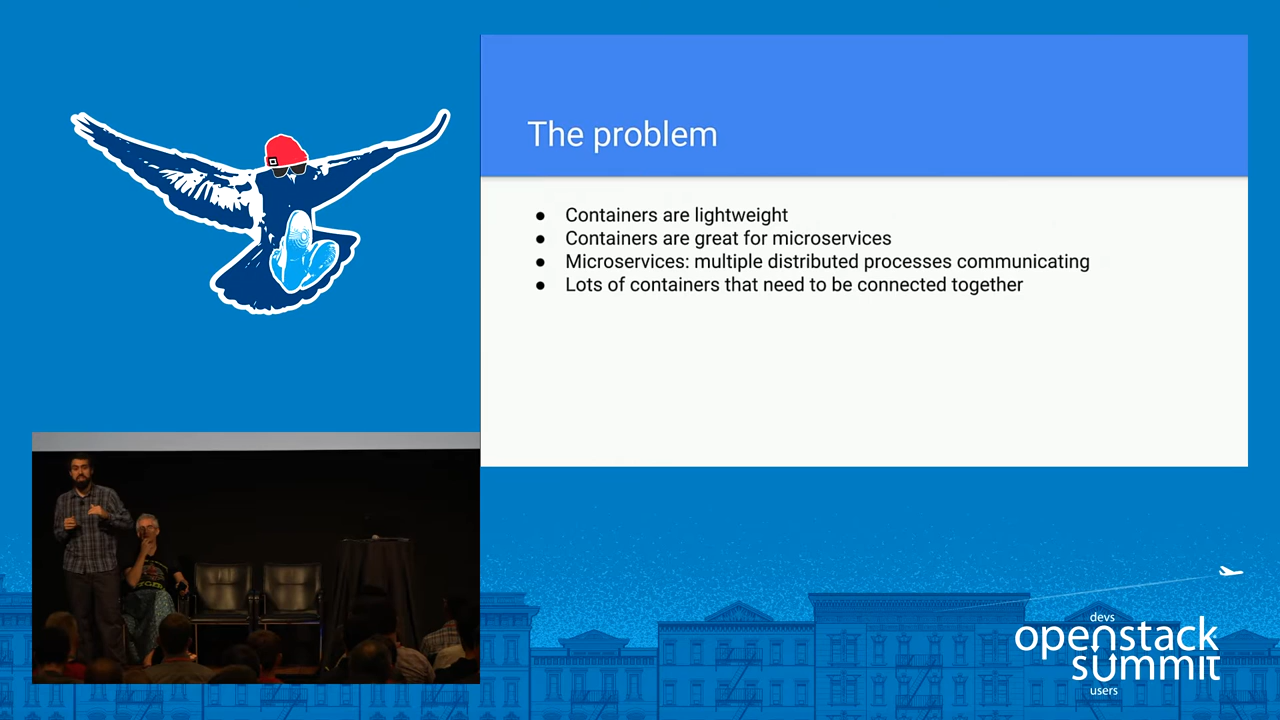 The problem
● Containers are lightweight
● Containers are great for microservices
● Microservices: multiple distributed processes communicating
● Lots of containers that need to be connected together
devs
openstack
summit
users